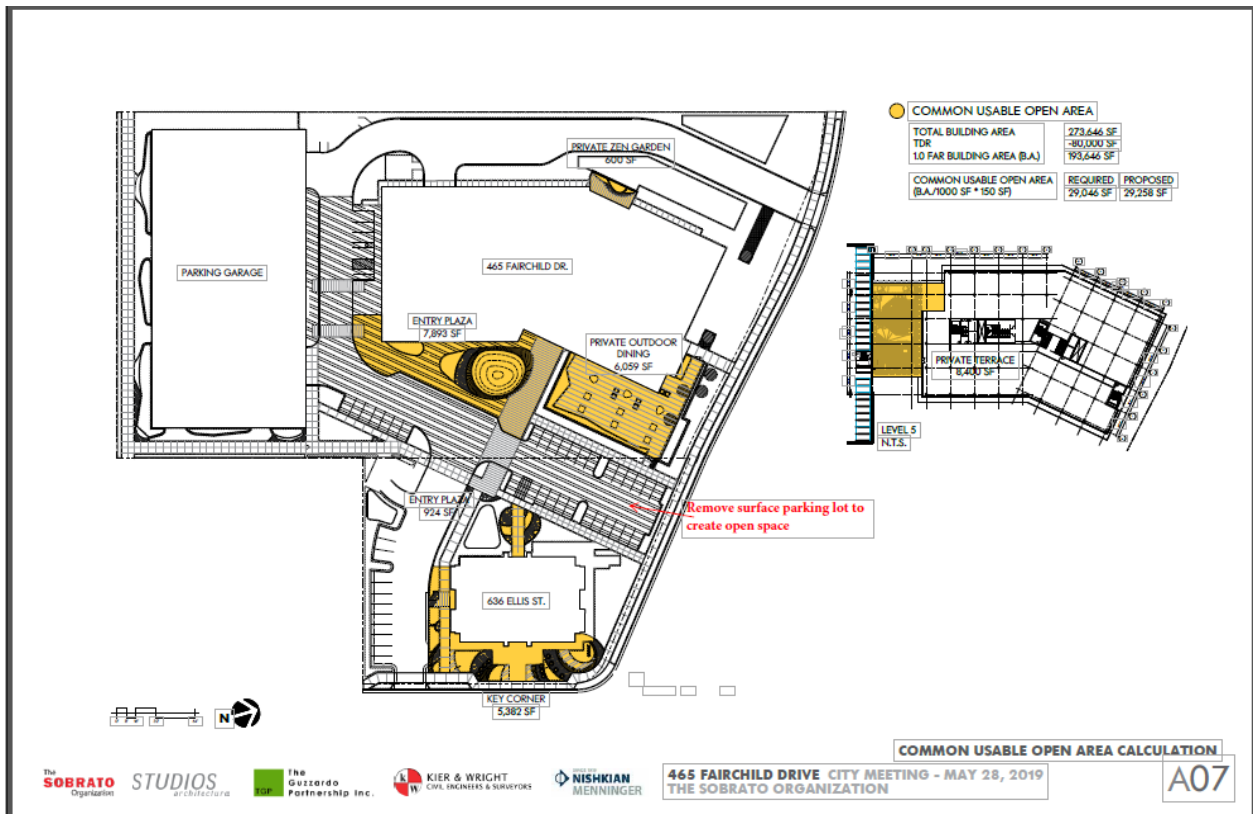 COMMON USABLE OPEN AREA
TOTAL BUILDING AREA 273,646 SF
TDR -80,000 SF
1.0 FAR BUILDING AREA (B.A.) 193,646 SF
COMMON USABLE OPEN AREA REQUIRED PROPOSED
(B.A./1000 SF * 150 SF) 29,046 SF 29,258 SF
PRIVATE ZEN GARDEN
600 SF
PARKING GARAGE
465 FAIRCHILD DR.
ENTRY PLAZA
7,893 SF
PRIVATE OUTDOOR
DINING
6,059 SF
PRIVATE TERRACE
8,400 SF
LEVEL 5
N.T.S.
ENTRY PLAZA
924 SF
Remove surface parking lot to
create open space
636 ELLIS ST.
KEY CORNER
5,382 SF
N
COMMON USABLE OPEN AREA CALCULATION
The
SOBRATO
Organization
STUDIOS
architecture
TGP
The
Guzzardo
Partnership Inc.
K
W
KIER & WRIGHT
CIVIL ENGINEERS & SURVEYORS
NISHKIAN
MENNINGER
465 FAIRCHILD DRIVE CITY MEETING - MAY 28, 2019
THE SOBRATO ORGANIZATION
A07